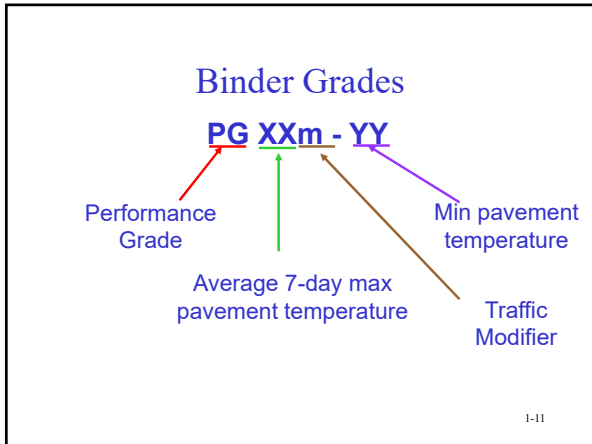 Binder Grades
PG XXm - YY
Performance
Grade
Min pavement
temperature
Average 7-day max
pavement temperature
Traffic
Modifier
1-11